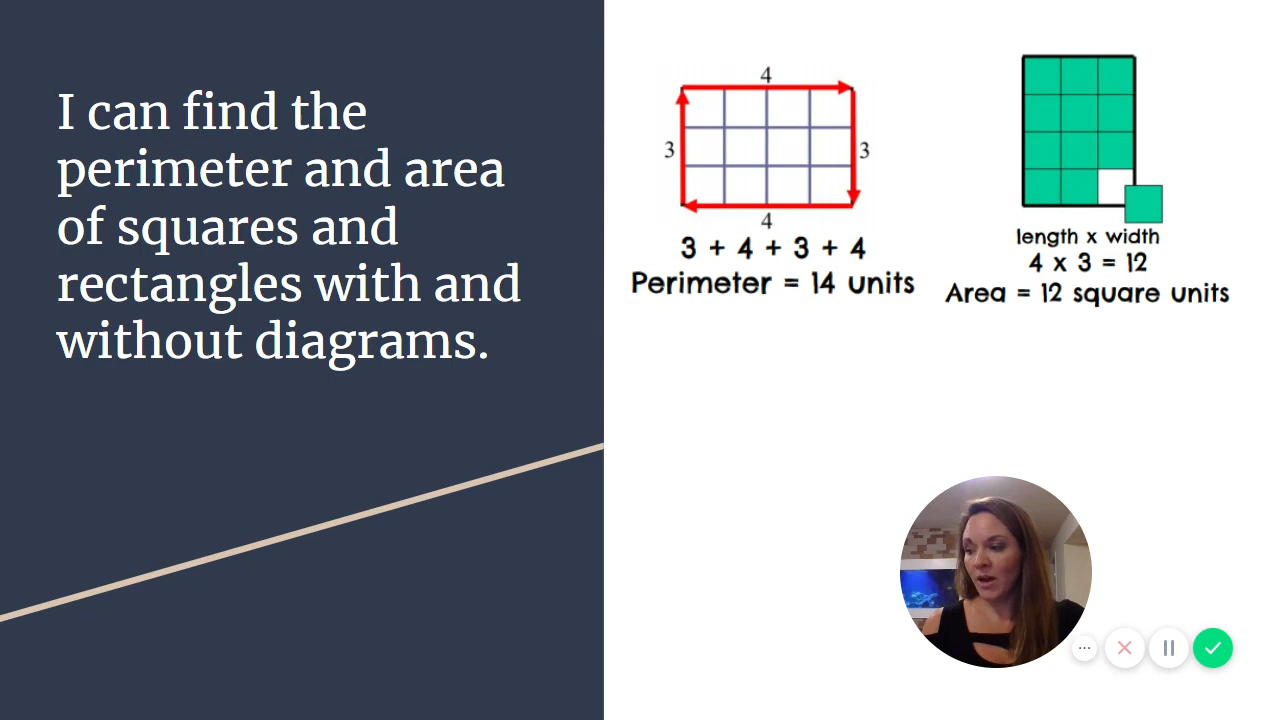 I can find the
perimeter and area
of squares and
rectangles with and
without diagrams.
4
3
3
4
3 + 4 + 3 + 4
Perimeter = 14 units
length x width
4 x 3 = 12
Area = 12 square units